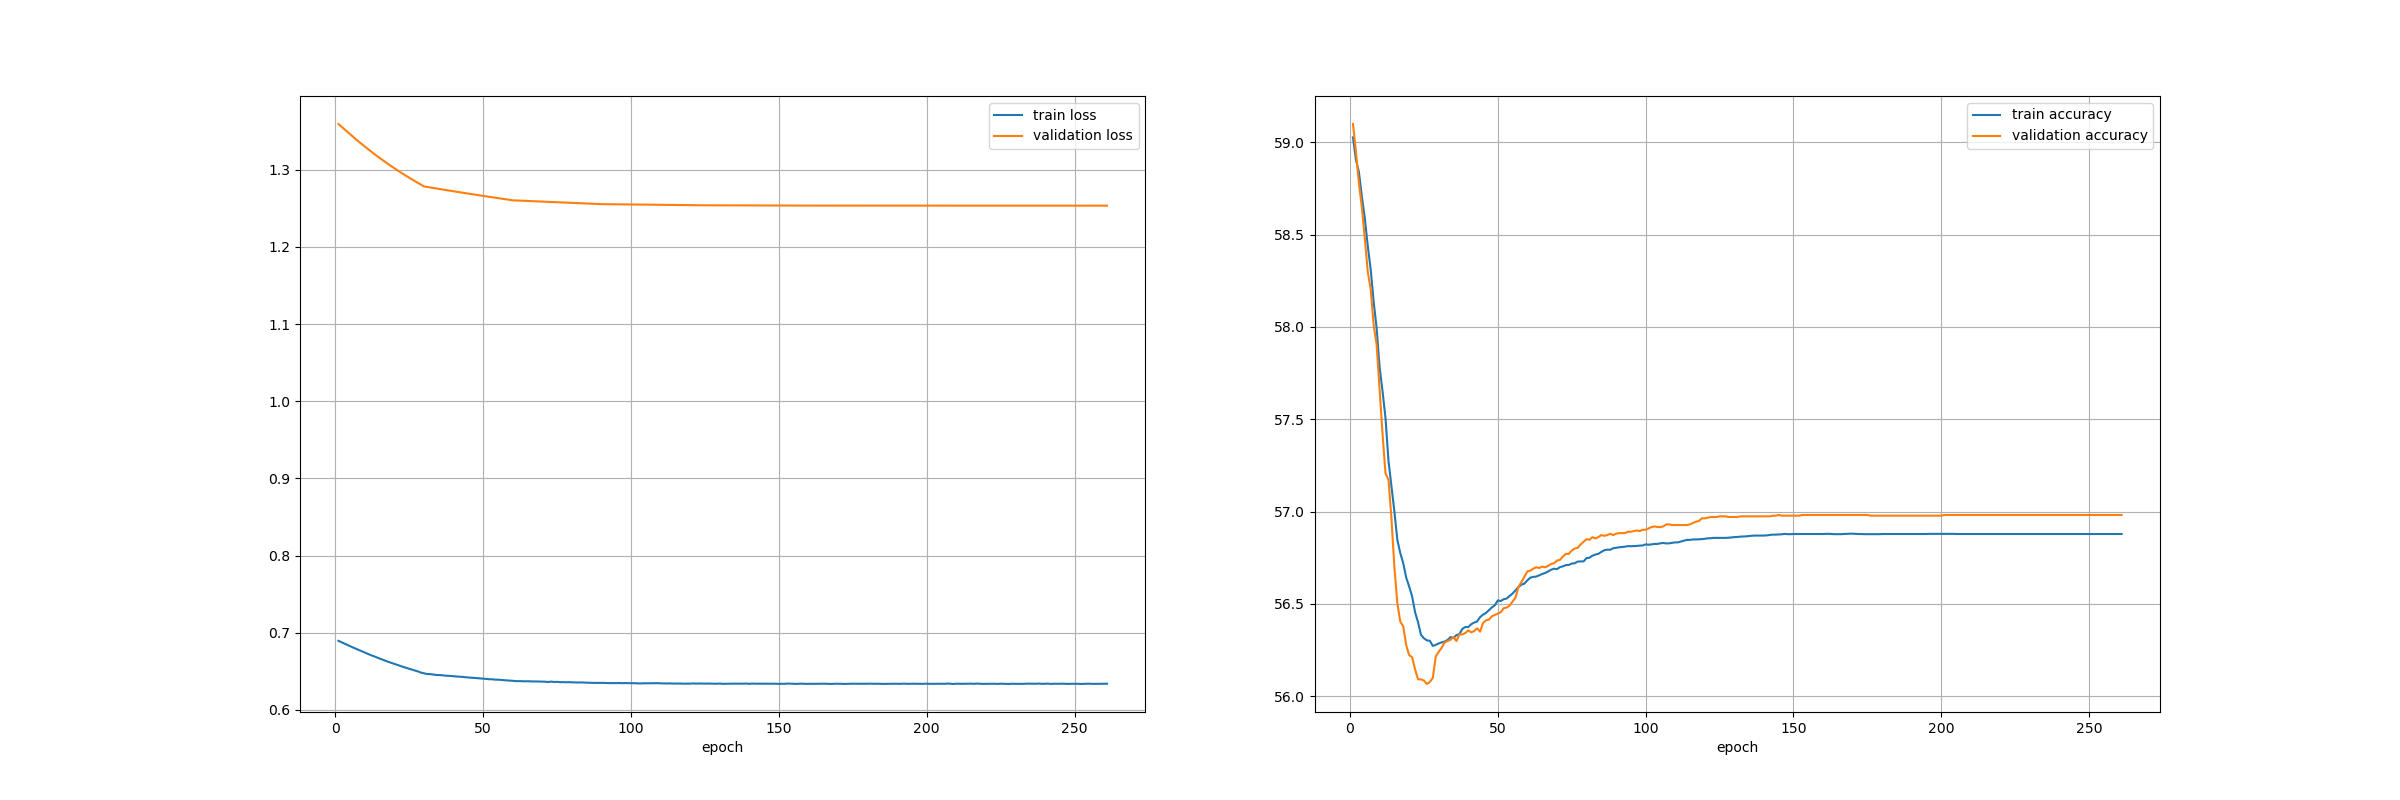 train loss
validation loss
1.3
1.2
1.1
1.0
0.9
0.8
0.7
0.6
0 50 100 150 200 250
epoch
train accuracy
validation accuracy
59.0
58.5
58.0
57.5
57.0
56.5
56.0
0 50 100 150 200 250
epoch